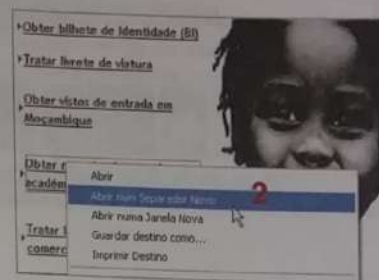 Obter bilhete de Identidade (BI)
Tratar livrete de viatura
Obter vistos de entrada em
Moçambique
Obter
académ
Abrir
Abrir num Separador Novo
2
Abrir numa Janela Nova
Guardar destino como...
Imprimir Destino
Tratar
comerc